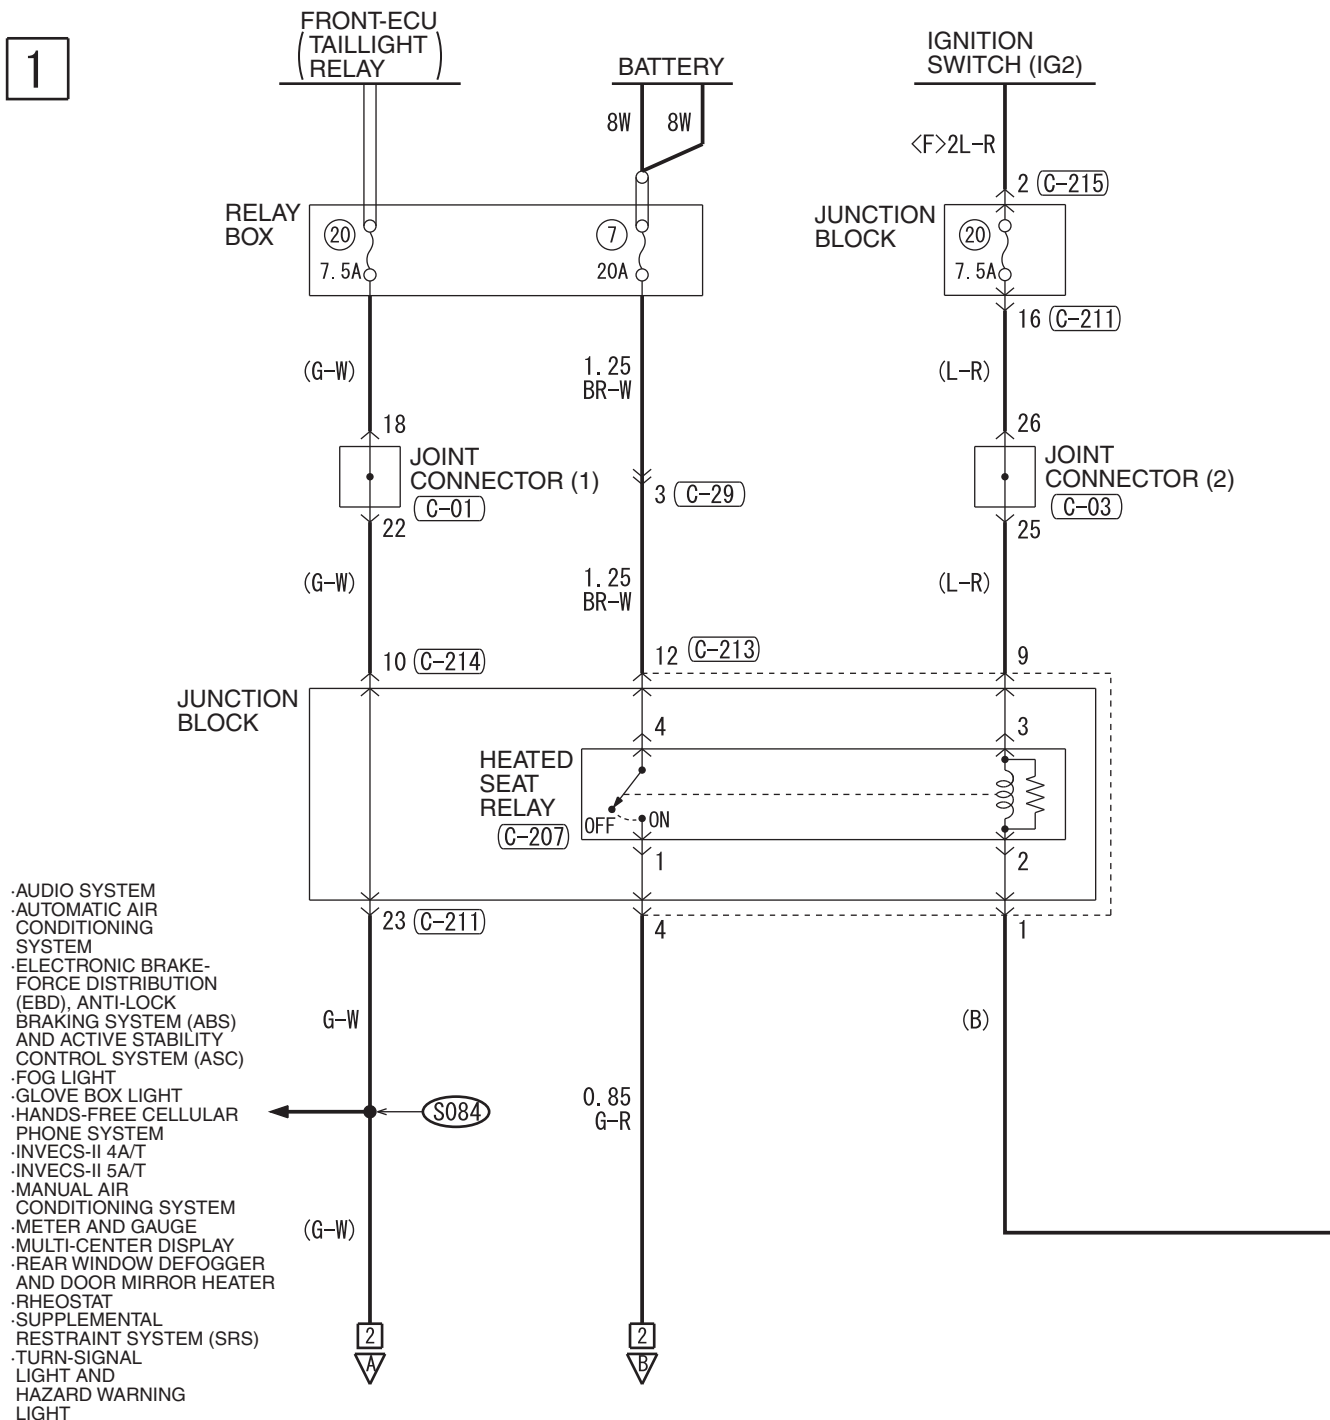 1
FRONT-ECU
(TAILLIGHT
RELAY)
BATTERY
IGNITION
SWITCH (IG2)
8W
8W
<F>2L-R
2 C-215
RELAY
BOX
20
7.5A
7
20A
JUNCTION
BLOCK
20
7.5A
16 C-211
(G-W)
1.25
BR-W
(L-R)
18
JOINT
CONNECTOR (1)
C-01
22
3 C-29
26
JOINT
CONNECTOR (2)
C-03
25
(G-W)
1.25
BR-W
(L-R)
10 C-214
12 C-213
9
JUNCTION
BLOCK
4
3
HEATED
SEAT
RELAY
C-207
OFF
ON
1
2
23 C-211
4
1
·AUDIO SYSTEM
·AUTOMATIC AIR
CONDITIONING
SYSTEM
·ELECTRONIC BRAKE-
FORCE DISTRIBUTION
(EBD), ANTI-LOCK
BRAKING SYSTEM (ABS)
AND ACTIVE STABILITY
CONTROL SYSTEM (ASC)
·FOG LIGHT
·GLOVE BOX LIGHT
·HANDS-FREE CELLULAR
PHONE SYSTEM
·INVECS-II 4A/T
·INVECS-II 5A/T
·MANUAL AIR
CONDITIONING SYSTEM
·METER AND GAUGE
·MULTI-CENTER DISPLAY
·REAR WINDOW DEFOGGER
AND DOOR MIRROR HEATER
·RHEOSTAT
·SUPPLEMENTAL
RESTRAINT SYSTEM (SRS)
·TURN-SIGNAL
LIGHT AND
HAZARD WARNING
LIGHT
G-W
(B)
S084
0.85
G-R
(G-W)
2
A
2
B